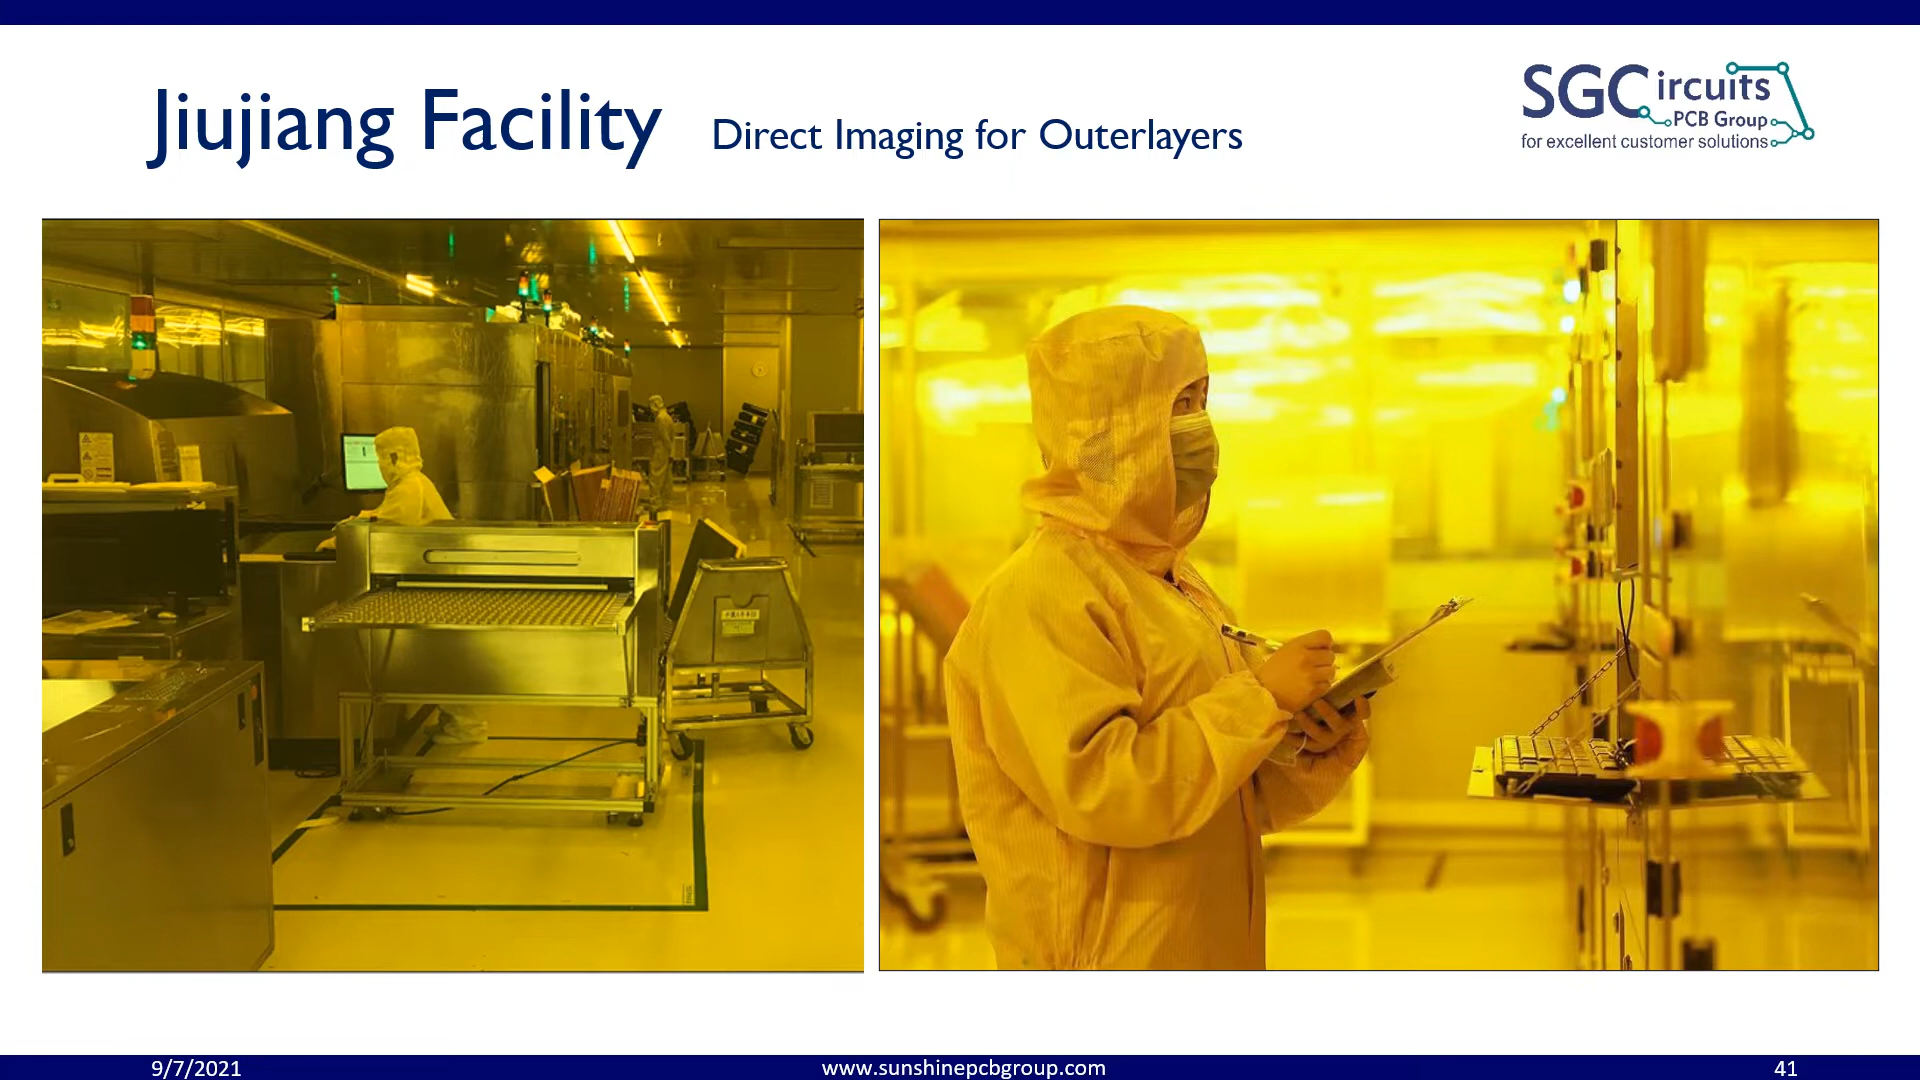 Jiujiang Facility Direct Imaging for Outerlayers
SGCircuits
PCB Group
for excellent customer solutions
9/7/2021
www.sunshinepcbgroup.com
41